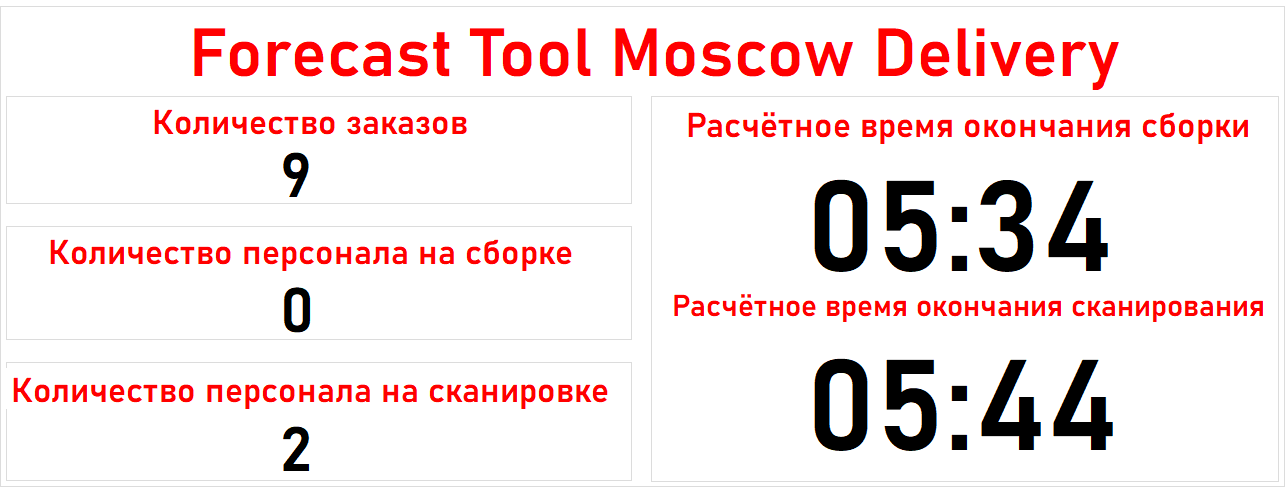 Forecast Tool Moscow Delivery
Количество заказов
9
Количество персонала на сборке
0
Количество персонала на сканировке
2
Расчётное время окончания сборки
05:34
Расчётное время окончания сканирования
05:44